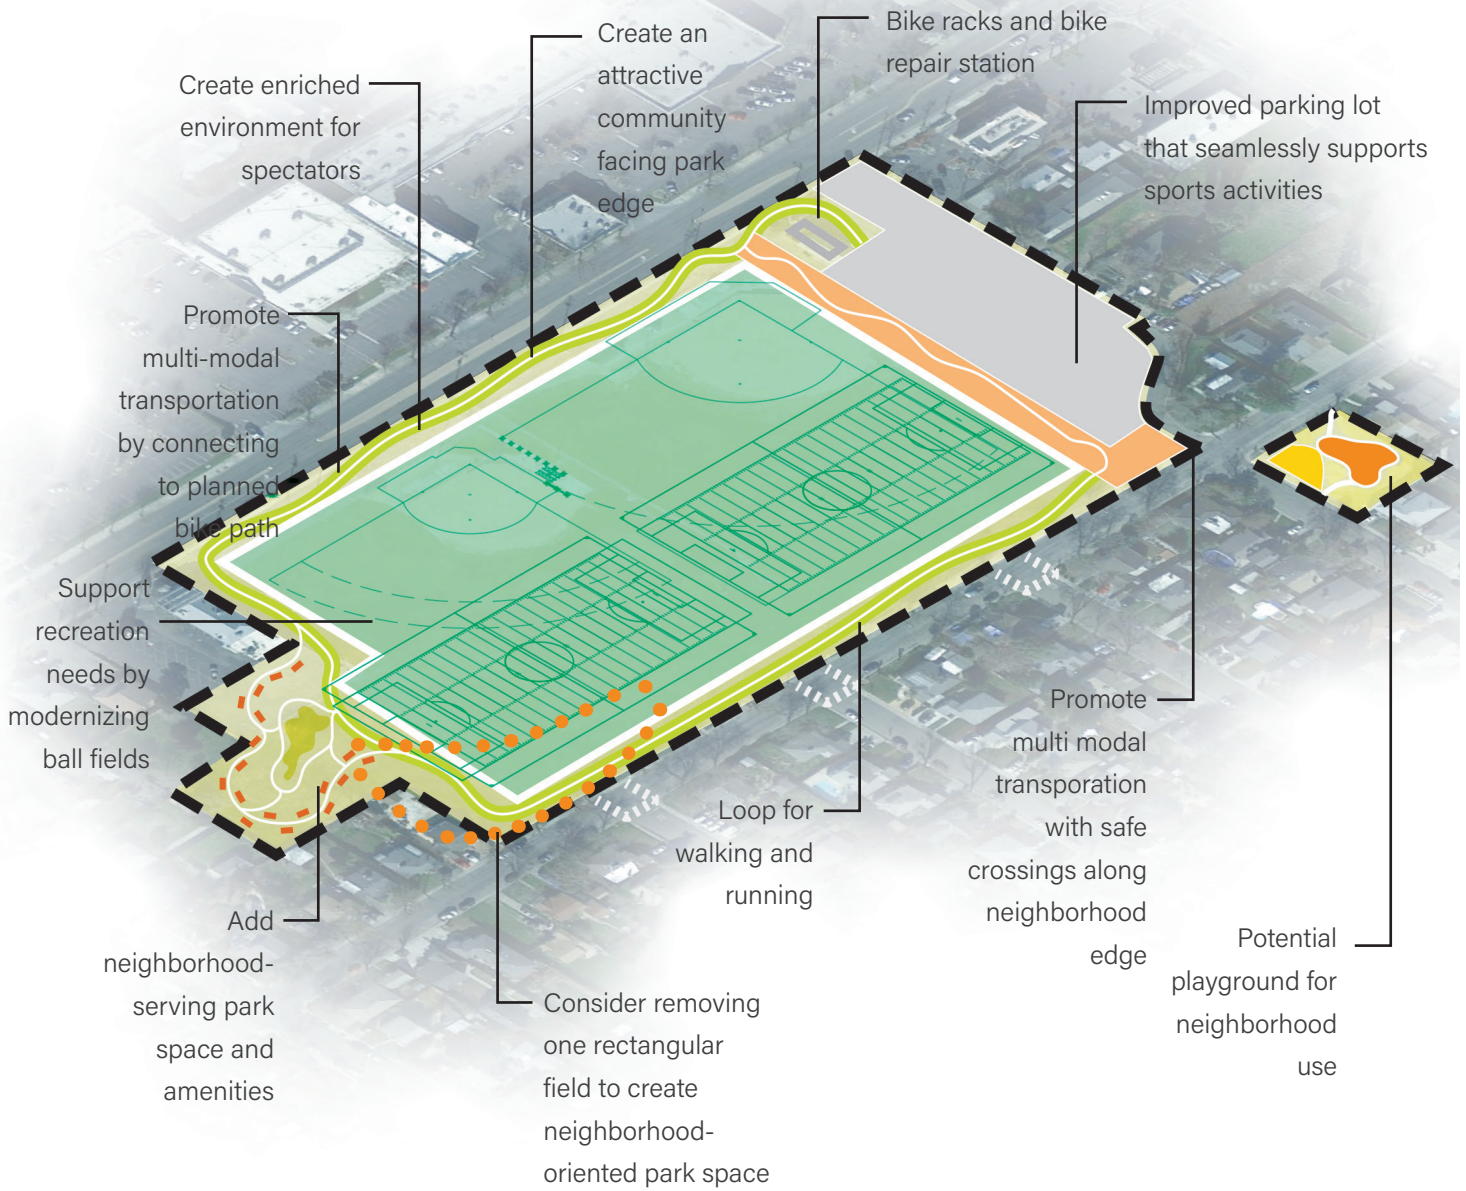 Create an
attractive
community
facing park
edge
Bike racks and bike
repair station
Create enriched
environment for
spectators
Improved parking lot
that seamlessly supports
sports activities
Promote
multi-modal
transportation
by connecting
to planned
bike path
Support
recreation
needs by
modernizing
ball fields
Promote
multi modal
transporation
with safe
crossings along
neighborhood
edge
Loop for
walking and
running
Add
neighborhood-
serving park
space and
amenities
Potential
playground for
neighborhood
use
Consider removing
one rectangular
field to create
neighborhood-
oriented park space